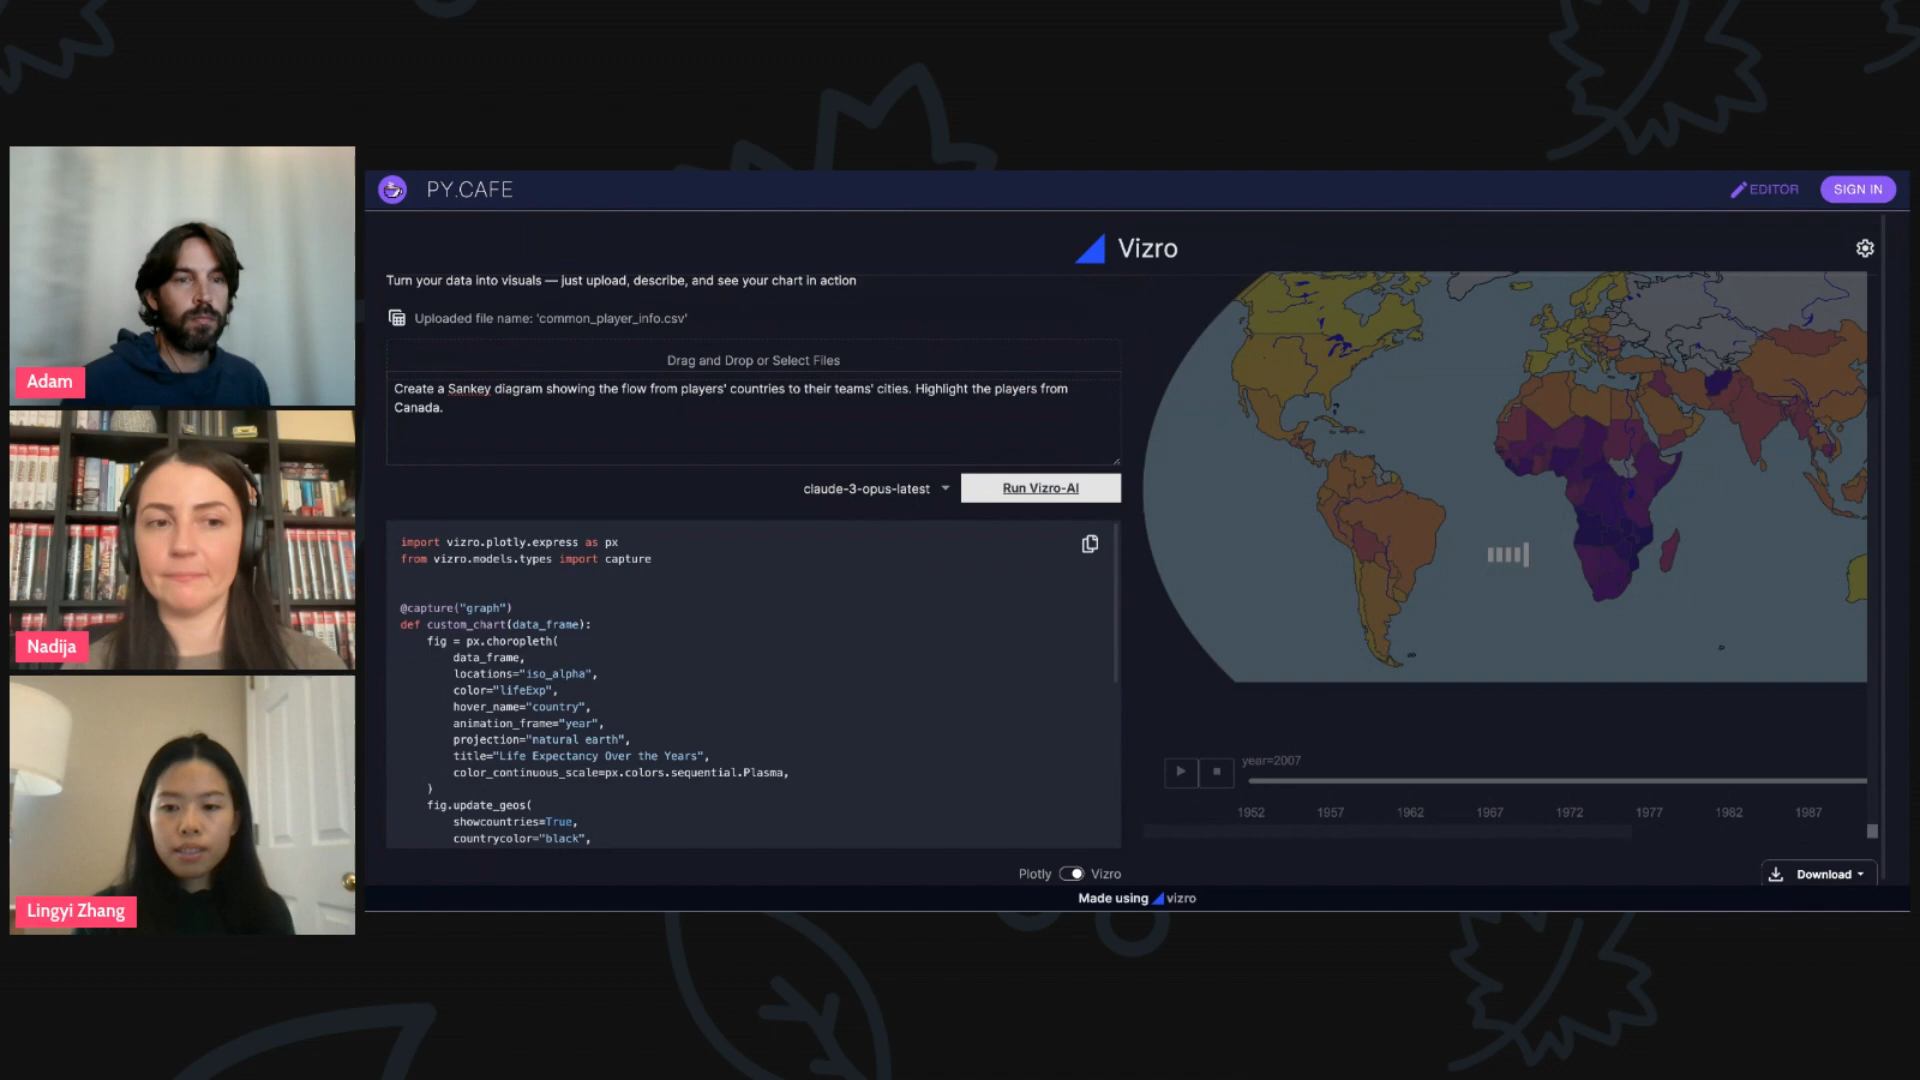 PY.CAFE
EDITOR
SIGN IN
Vizro
Turn your data into visuals — just upload, describe, and see your chart in action
Uploaded file name: 'common_player_info.csv'
Drag and Drop or Select Files
Create a Sankey diagram showing the flow from players' countries to their teams' cities. Highlight the players from
Canada.
claude-3-opus-latest
Run Vizro-AI
import vizro.plotly.express as px
from vizro.models.types import capture
@capture("graph")
def custom_chart(data_frame):
fig = px.choropleth(
data_frame,
locations="iso_alpha",
color="lifeExp",
hover_name="country",
animation_frame="year",
projection="natural earth",
title="Life Expectancy Over the Years",
color_continuous_scale=px.colors.sequential.Plasma,
)
fig.update_geos(
showcountries=True,
countrycolor="black",
year=2007
1952 1957 1962 1967 1972 1977 1982 1987
Plotly Vizro
Download
Made using vizro
Adam
Nadija
Lingyi Zhang